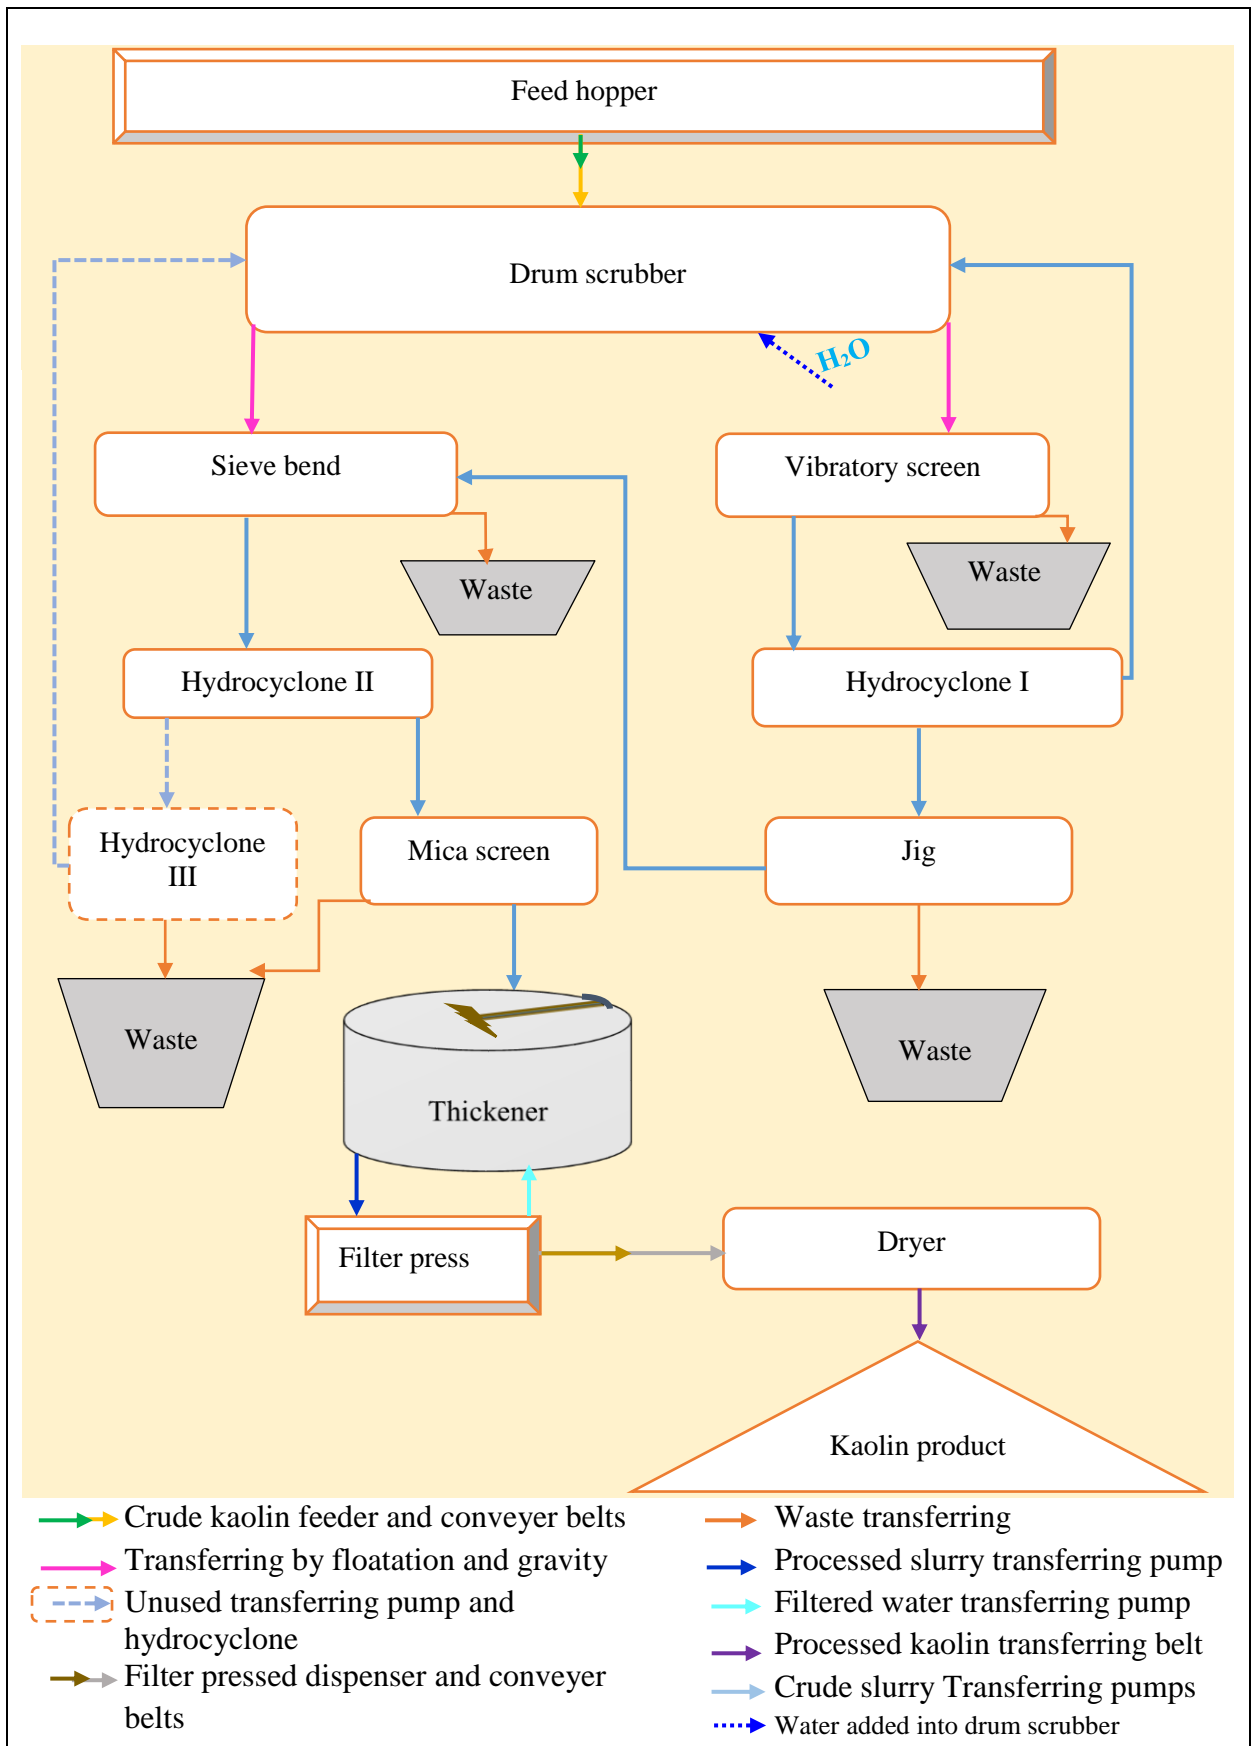 Feed hopper
Drum scrubber
H₂O
Sieve bend
Vibratory screen
Waste
Waste
Hydrocyclone II
Hydrocyclone I
Hydrocyclone
III
Mica screen
Jig
Waste
Waste
Thickener
Filter press
Dryer
Kaolin product
Crude kaolin feeder and conveyer belts
Transferring by floatation and gravity
Unused transferring pump and
hydrocyclone
Filter pressed dispenser and conveyer
belts
Waste transferring
Processed slurry transferring pump
Filtered water transferring pump
Processed kaolin transferring belt
Crude slurry Transferring pumps
Water added into drum scrubber